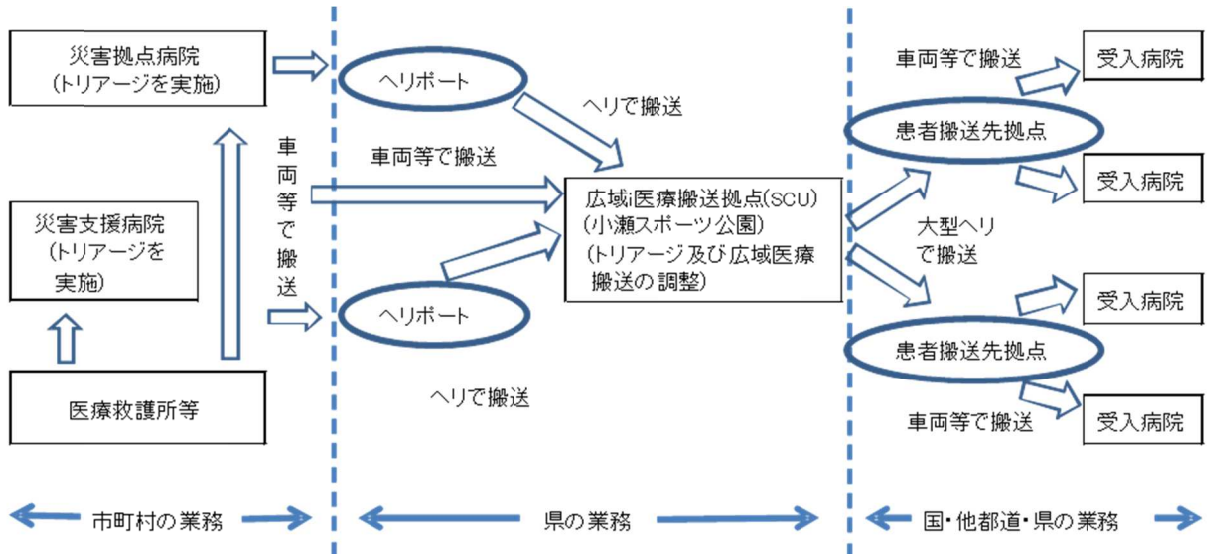 災害拠点病院
(トリアージを実施)
災害支援病院
(トリアージを
実施)
医療救護所等
車両等で搬送
市町村の業務
ヘリポート
ヘリで搬送
車両等で搬送
広域i医療搬送拠点(SCU)
(小瀬スポーツ公園)
(トリアージ及び広域医療
搬送の調整)
ヘリポート
ヘリで搬送
県の業務
車両等で搬送
受入病院
患者搬送先拠点
受入病院
大型ヘリ
で搬送
受入病院
患者搬送先拠点
車両等で搬送
受入病院
国・他都道・県の業務